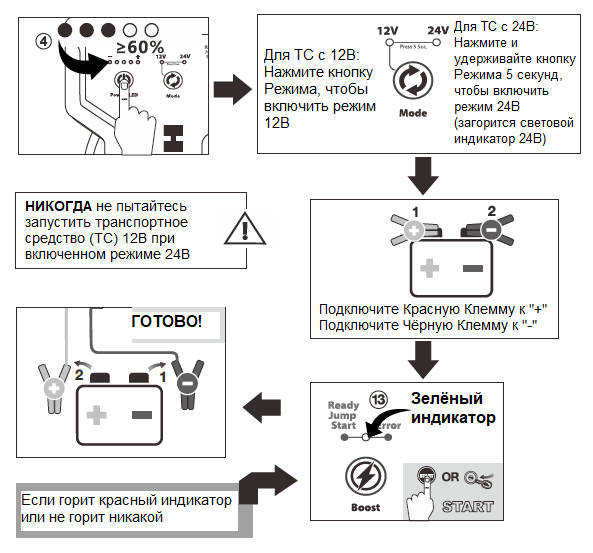 ④
≥60%
12V 24V
Mode
12V 24V
Press 5 Sec.
Mode
Для ТС с 12В:
Нажмите кнопку
Режима, чтобы
включить режим
12В
Для ТС с 24В:
Нажмите и
удерживайте кнопку
Режима 5 секунд,
чтобы включить
режим 24В
(загорится световой
индикатор 24В)
НИКОГДА не пытайтесь
запустить транспортное
средство (ТС) 12В при
включенном режиме 24В
1 2
Подключите Красную Клемму к "+"
Подключите Чёрную Клемму к "-"
ГОТОВО!
2 1
Ready
Jump
Start
⑬
Зелёный
индикатор
Boost
OR
START
Если горит красный индикатор
или не горит никакой